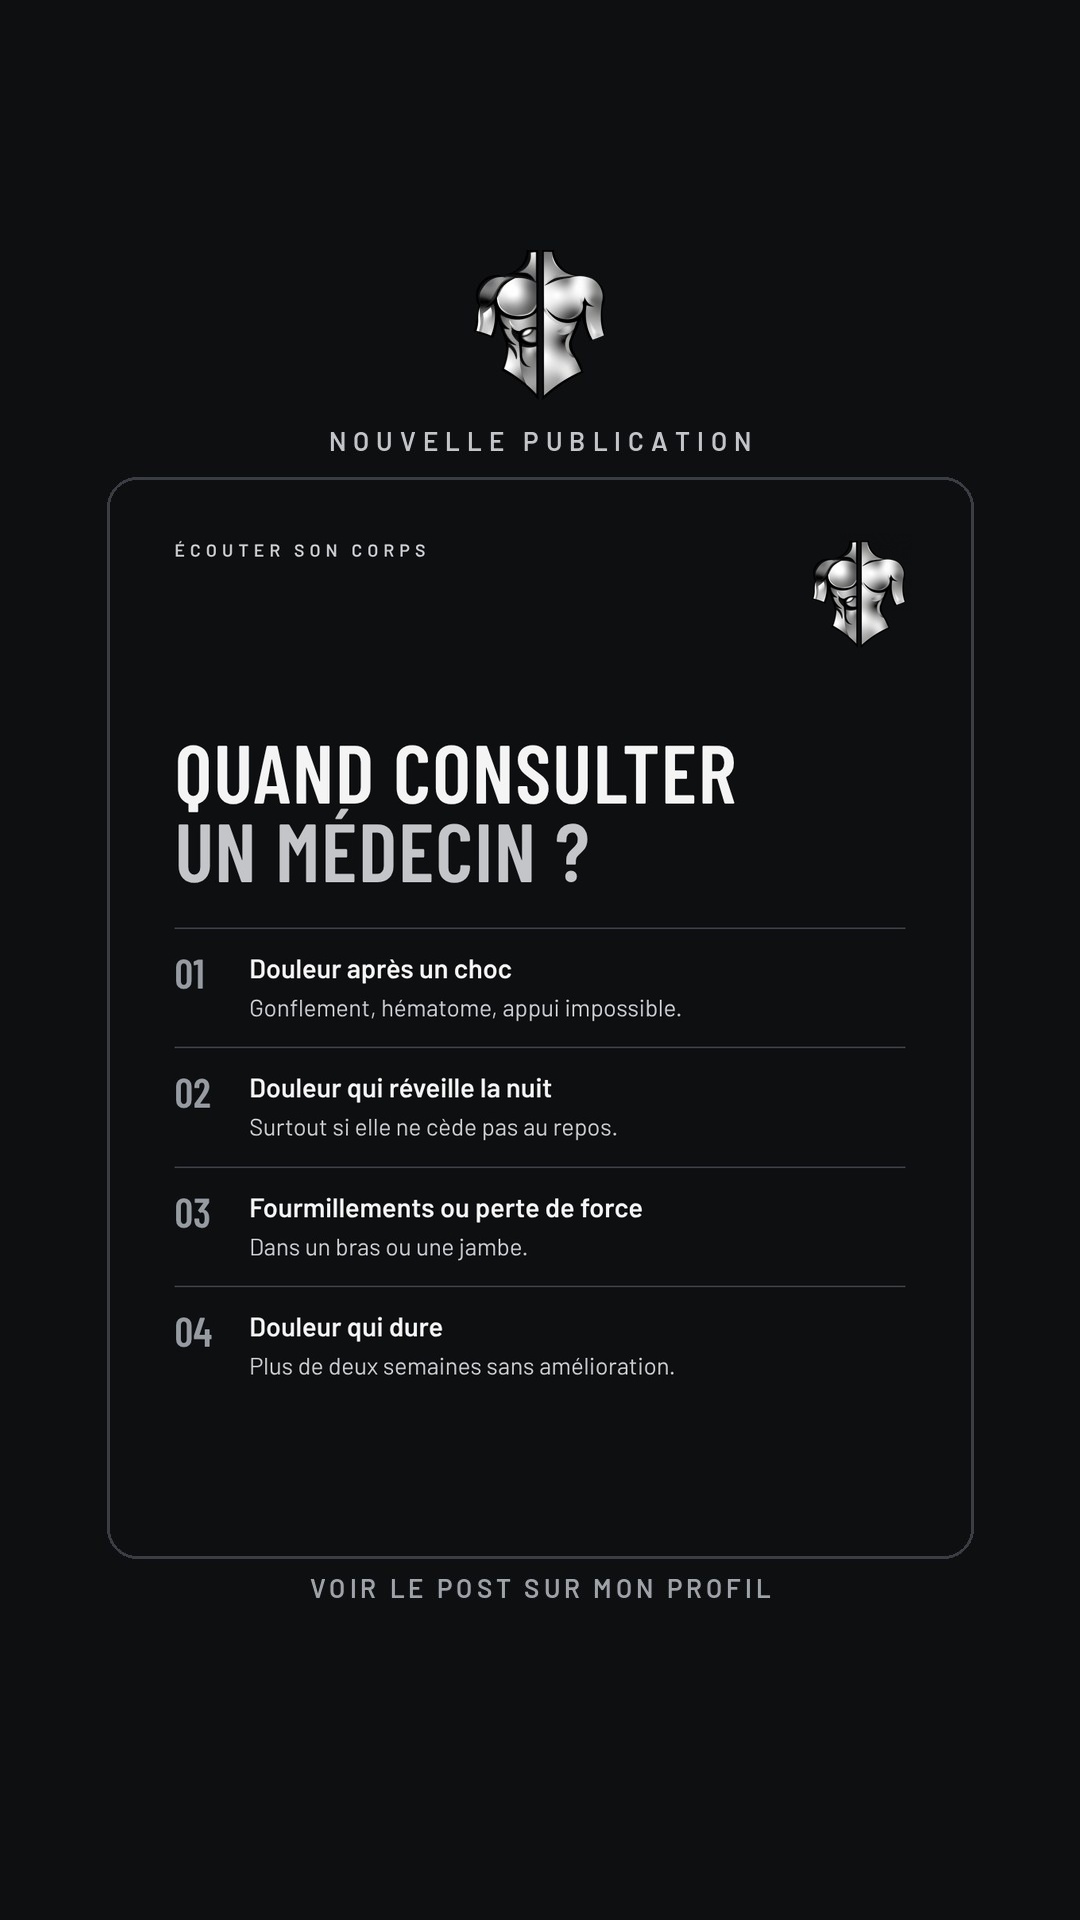 NOUVELLE PUBLICATION
ÉCOUTER SON CORPS
QUAND CONSULTER
UN MÉDECIN ?
01
Douleur après un choc
Gonflement, hématome, appui impossible.
02
Douleur qui réveille la nuit
Surtout si elle ne cède pas au repos.
03
Fourmillements ou perte de force
Dans un bras ou une jambe.
04
Douleur qui dure
Plus de deux semaines sans amélioration.
VOIR LE POST SUR MON PROFIL